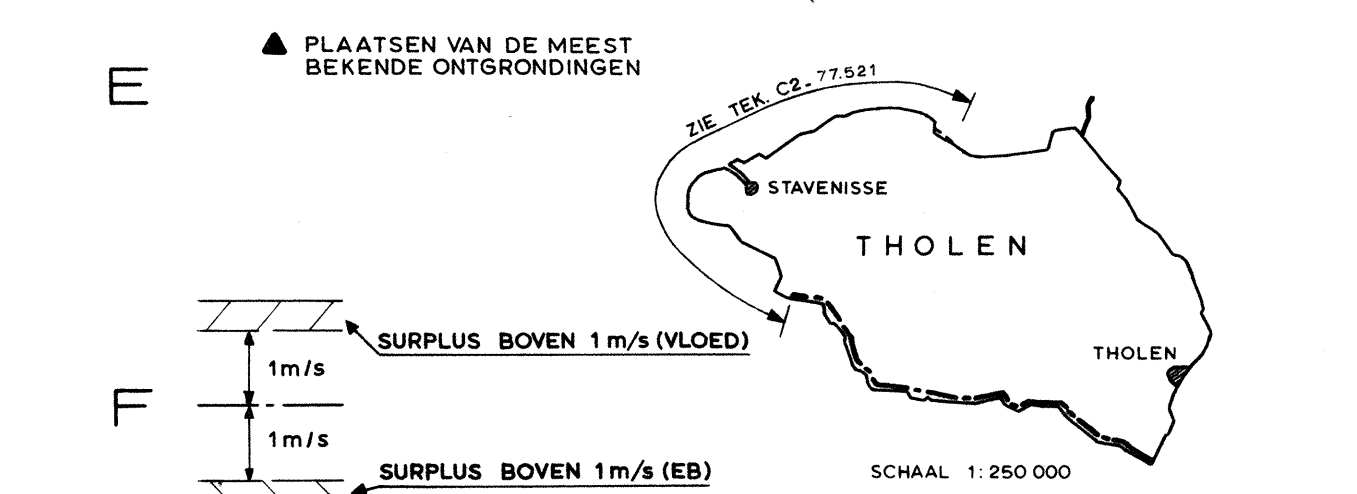 E
PLAATSEN VAN DE MEEST
BEKENDE ONTGRONDINGEN
ZIE TEK. C2-77.521
STAVENISSE
THOLEN
SURPLUS BOVEN 1 m/s (VLOED)
THOLEN
1m/s
F
1m/s
SURPLUS BOVEN 1m/s (EB)
SCHAAL 1: 250 000